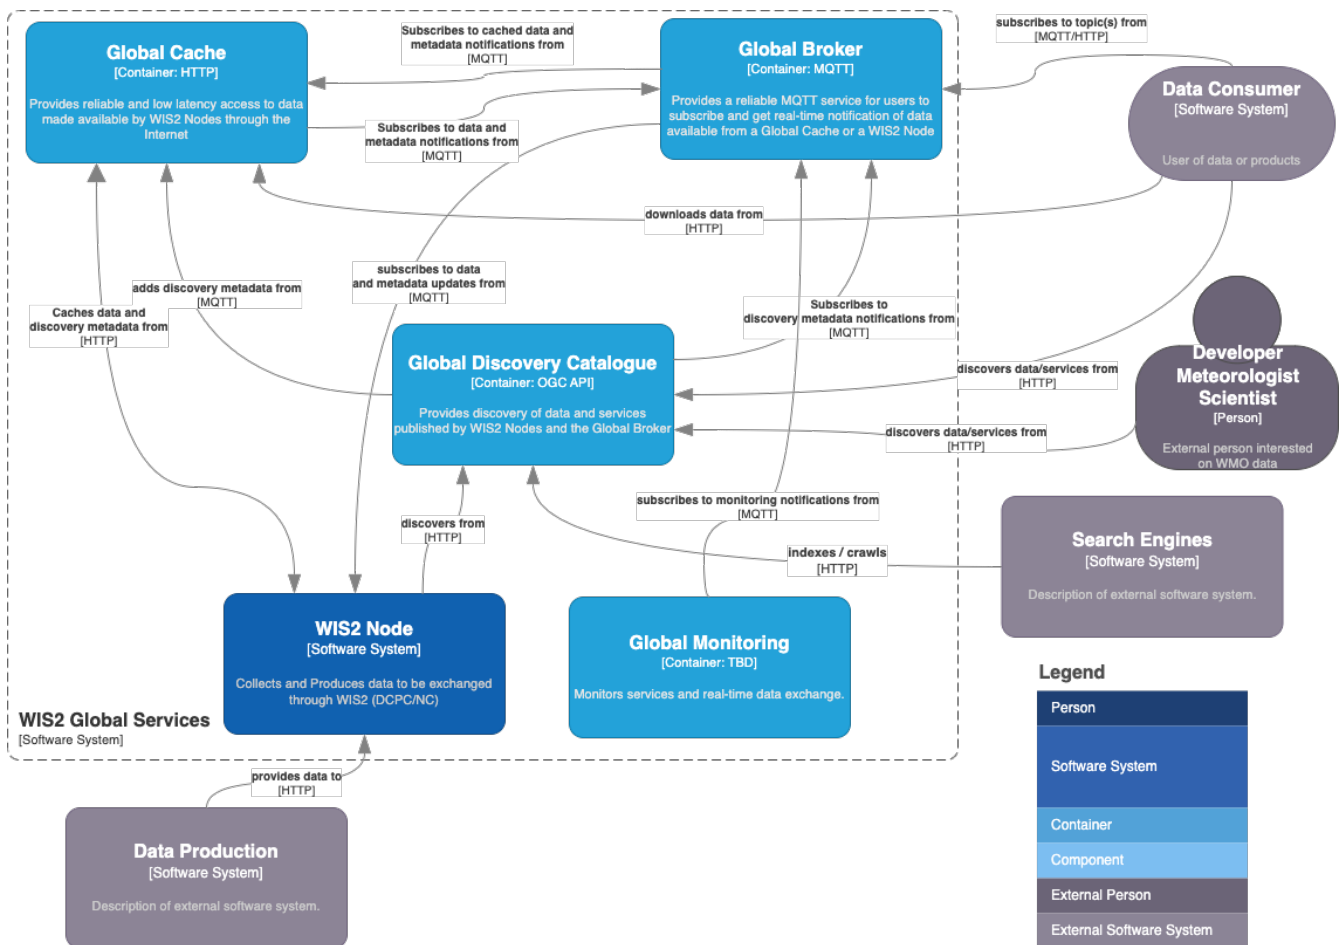 Global Cache
[Container: HTTP]
Provides reliable and low latency access to data
made available by WIS2 Nodes through the
Internet
Subscribes to cached data and
metadata notifications from
[MQTT]
Global Broker
[Container: MQTT]
Provides a reliable MQTT service for users to
subscribe and get real-time notification of data
available from a Global Cache or a WIS2 Node
subscribes to topic(s) from
[MQTT/HTTP]
Data Consumer
[Software System]
User of data or products
Subscribes to data and
metadata notifications from
[MQTT]
downloads data from
[HTTP]
subscribes to data
and metadata updates from
[MQTT]
adds discovery metadata from
[MQTT]
Caches data and
discovery metadata from
[HTTP]
Subscribes to
discovery metadata notifications from
[MQTT]
Global Discovery Catalogue
[Container: OGC API]
Provides discovery of data and services
published by WIS2 Nodes and the Global Broker
discovers data/services from
[HTTP]
Developer
Meteorologist
Scientist
[Person]
External person interested
on WMO data
discovers data/services from
[HTTP]
subscribes to monitoring notifications from
[MQTT]
discovers from
[HTTP]
indexes / crawls
[HTTP]
Search Engines
[Software System]
Description of external software system.
WIS2 Node
[Software System]
Collects and Produces data to be exchanged
through WIS2 (DCPC/NC)
Global Monitoring
[Container: TBD]
Monitors services and real-time data exchange.
WIS2 Global Services
[Software System]
provides data to
[HTTP]
Data Production
[Software System]
Description of external software system.
Legend
Person
Software System
Container
Component
External Person
External Software System